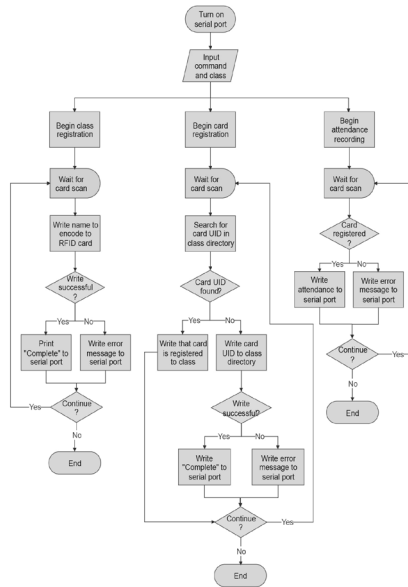 Turn on
serial port
Input
command
and class
Begin class
registration
Wait for
card scan
Write name to
encode to
RFID card
Write
successful
?
Yes
No
Print
"Complete" to
serial port
Write error
message to
serial port
Continue
?
Yes
No
End
Begin card
registration
Wait for
card scan
Search for
card UID in
class directory
Card UID
found?
Yes
No
Write that card
is registered
to class
Write card
UID to class
directory
Write
successful?
Yes
No
Write
"Complete" to
serial port
Write error
message to
serial port
Continue
?
Yes
No
End
Begin
attendance
recording
Wait for
card scan
Card
registered
?
Yes
No
Write
attendance to
serial port
Write error
message to
serial port
Continue
?
Yes
No
End